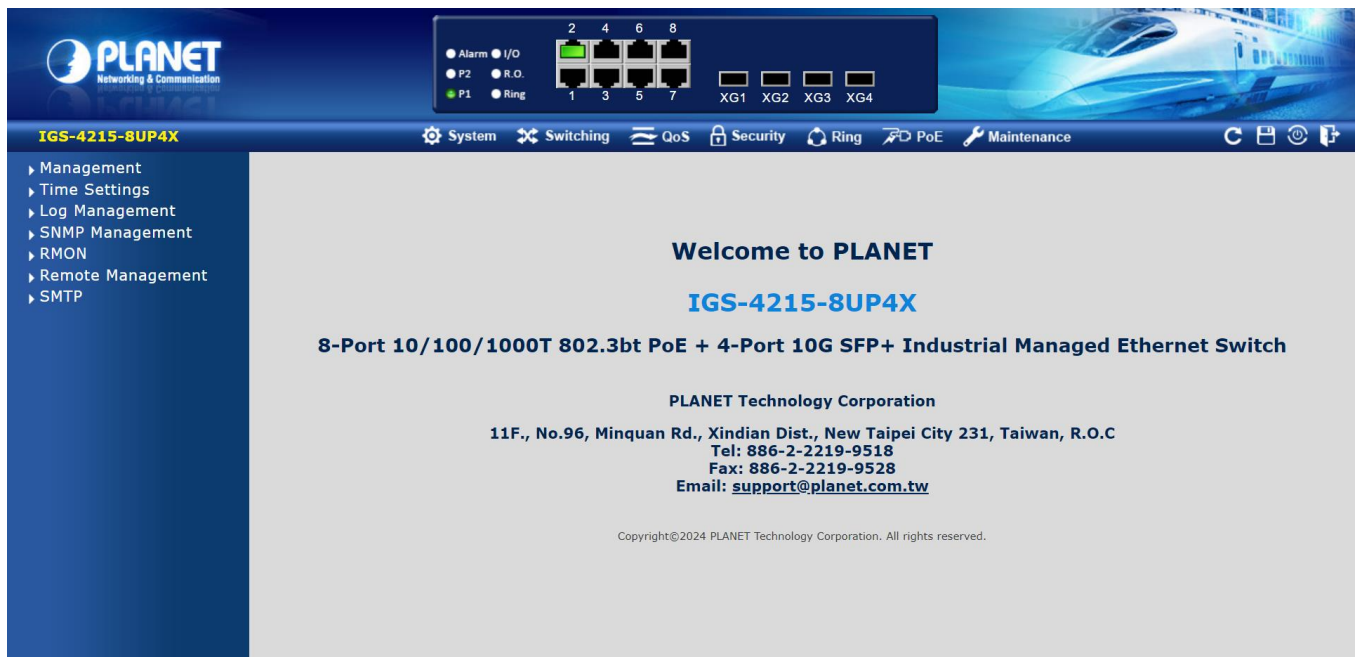 PLANET
Networking & Communication
2 4 6 8
Alarm I/O
P2 R.O.
P1 Ring
1 3 5 7 XG1 XG2 XG3 XG4
IGS-4215-8UP4X
System Switching QoS Security Ring PoE Maintenance
Management
Time Settings
Log Management
SNMP Management
RMON
Remote Management
SMTP
Welcome to PLANET
IGS-4215-8UP4X
8-Port 10/100/1000T 802.3bt PoE + 4-Port 10G SFP+ Industrial Managed Ethernet Switch
PLANET Technology Corporation
11F., No.96, Minquan Rd., Xindian Dist., New Taipei City 231, Taiwan, R.O.C
Tel: 886-2-2219-9518
Fax: 886-2-2219-9528
Email: support@planet.com.tw
Copyright©2024 PLANET Technology Corporation. All rights reserved.